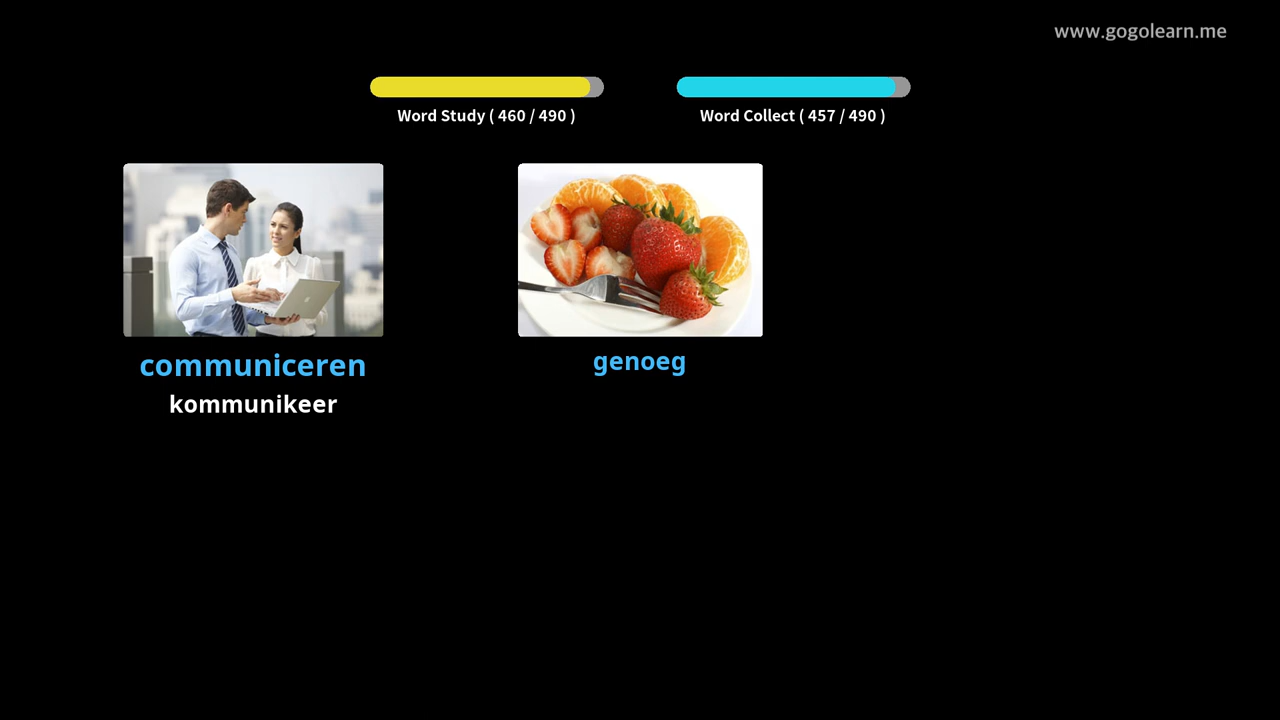 www.gogolearn.me
Word Study ( 460 / 490 )
Word Collect ( 457 / 490 )
communiceren
kommunikeer
genoeg